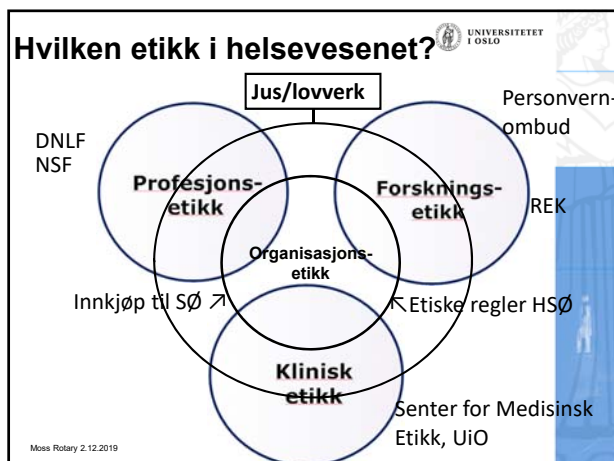 Hvilken etikk i helsevesenet?
UNIVERSITETET
I OSLO
Jus/lovverk
Personvern-
ombud
DNLF
NSF
Profesjons-
etikk
Forsknings-
etikk
REK
Organisasjons-
etikk
Innkjøp til SØ ↗
↖Etiske regler HSØ
Klinisk
etikk
Senter for Medisinsk
Etikk, UiO
Moss Rotary 2.12.2019